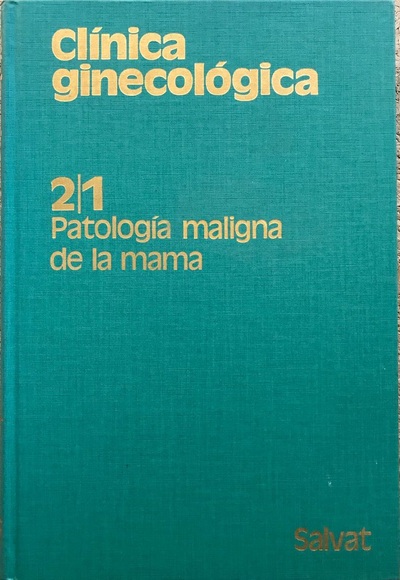 Clínica
ginecológica
2|1
Patología maligna
de la mama
Salvat